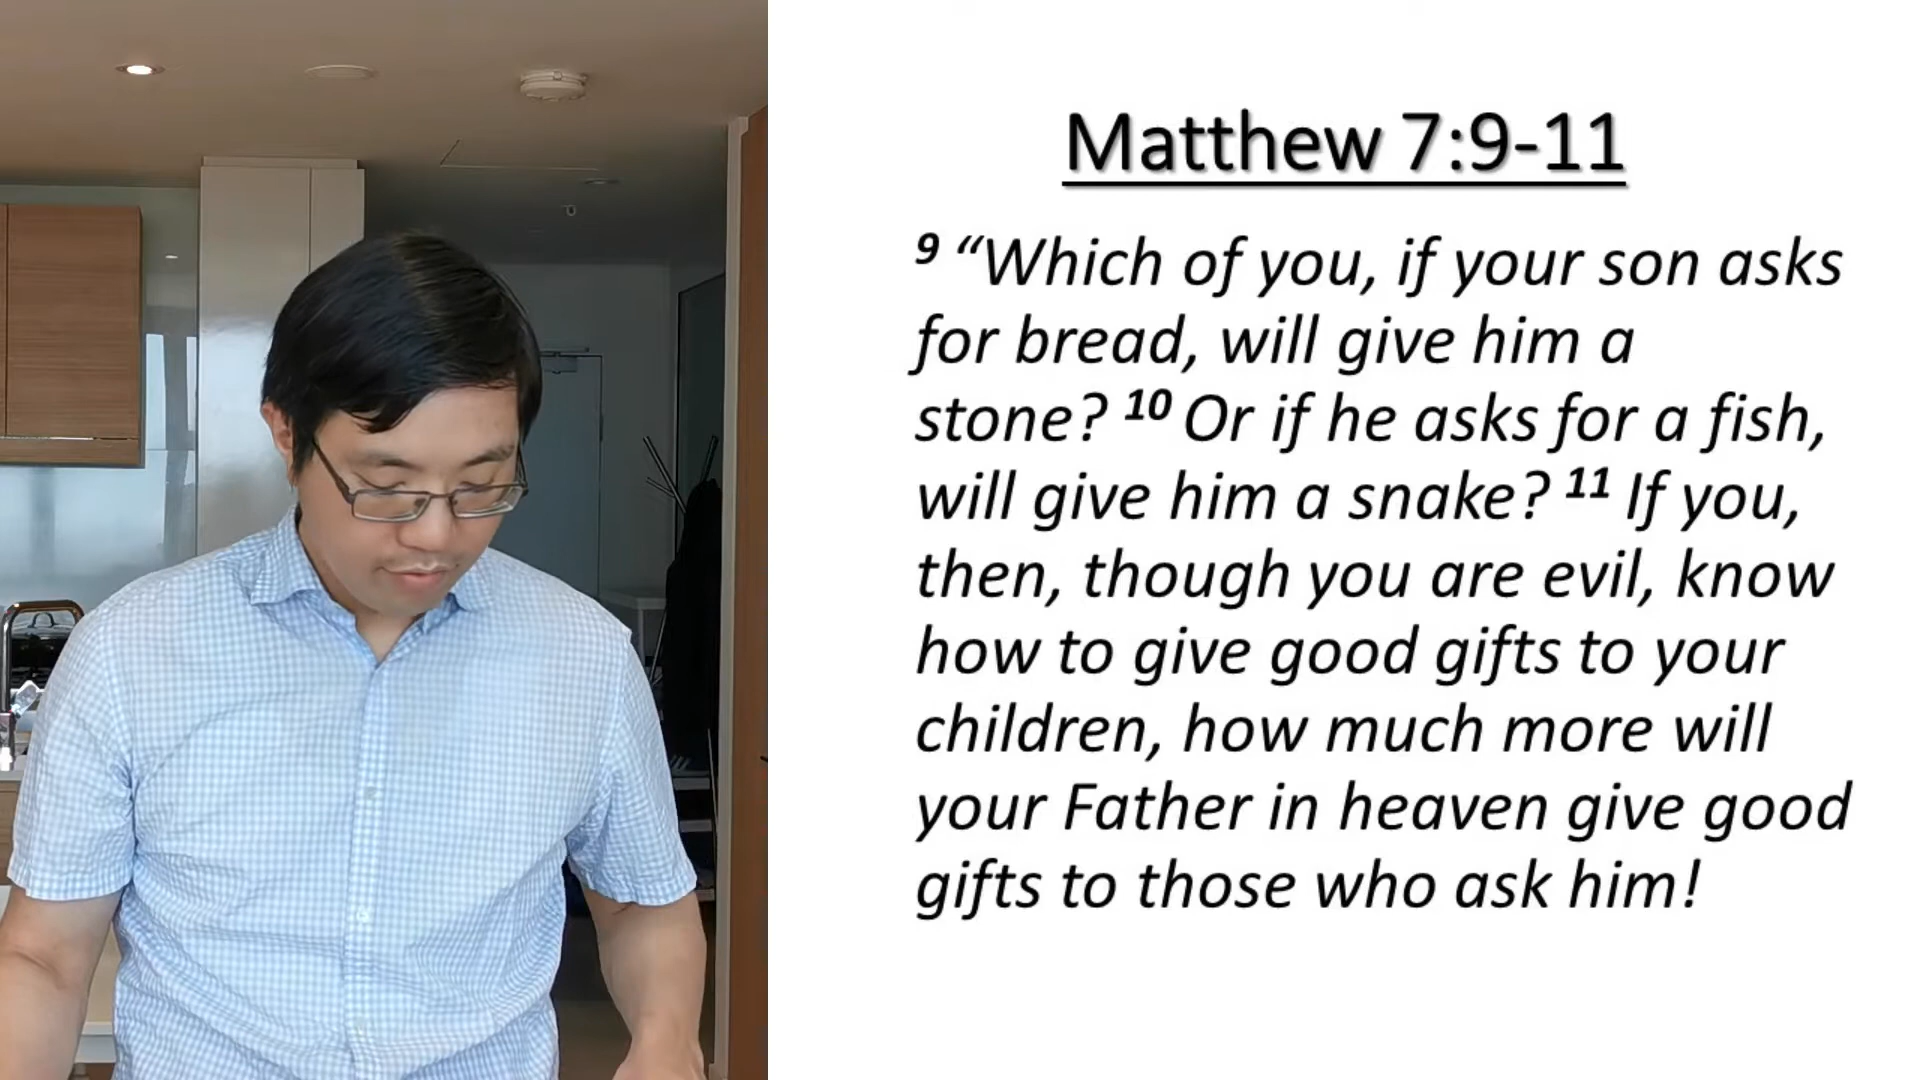 Matthew 7:9-11
9 “Which of you, if your son asks
for bread, will give him a
stone? 10 Or if he asks for a fish,
will give him a snake? 11 If you,
then, though you are evil, know
how to give good gifts to your
children, how much more will
your Father in heaven give good
gifts to those who ask him!